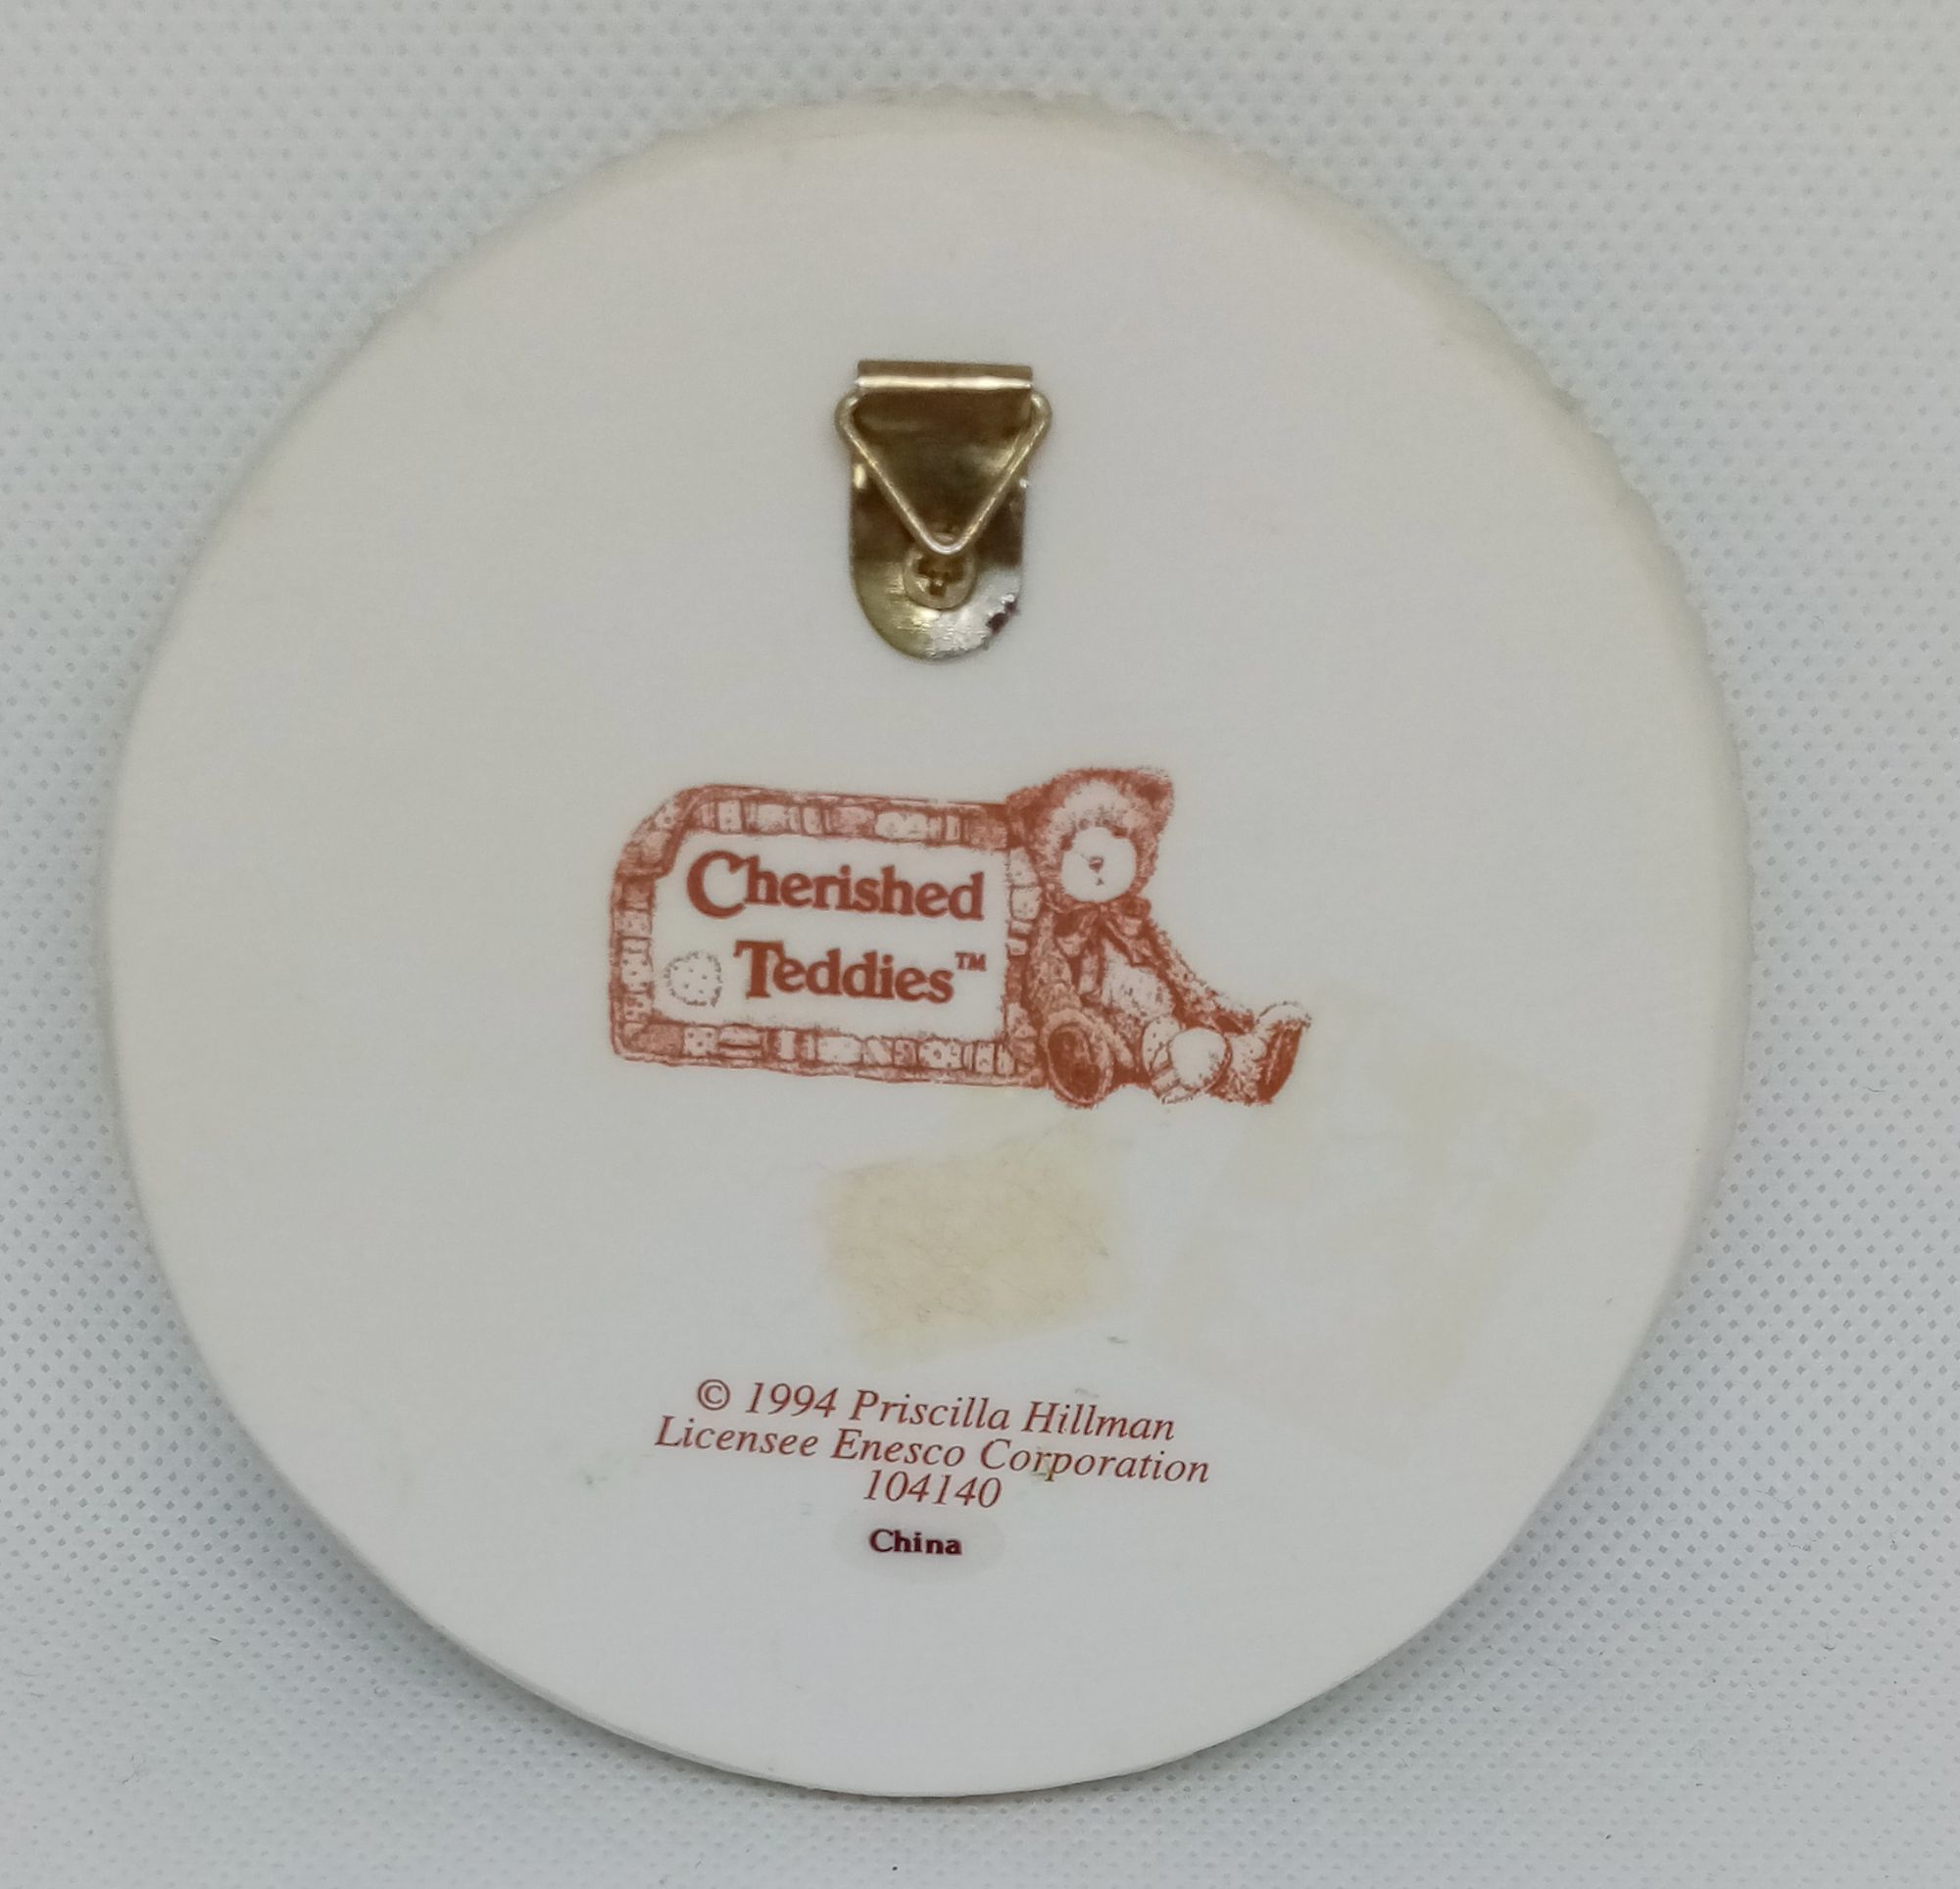 Cherished
Teddies™
© 1994 Priscilla Hillman
Licensee Enesco Corporation
104140
China